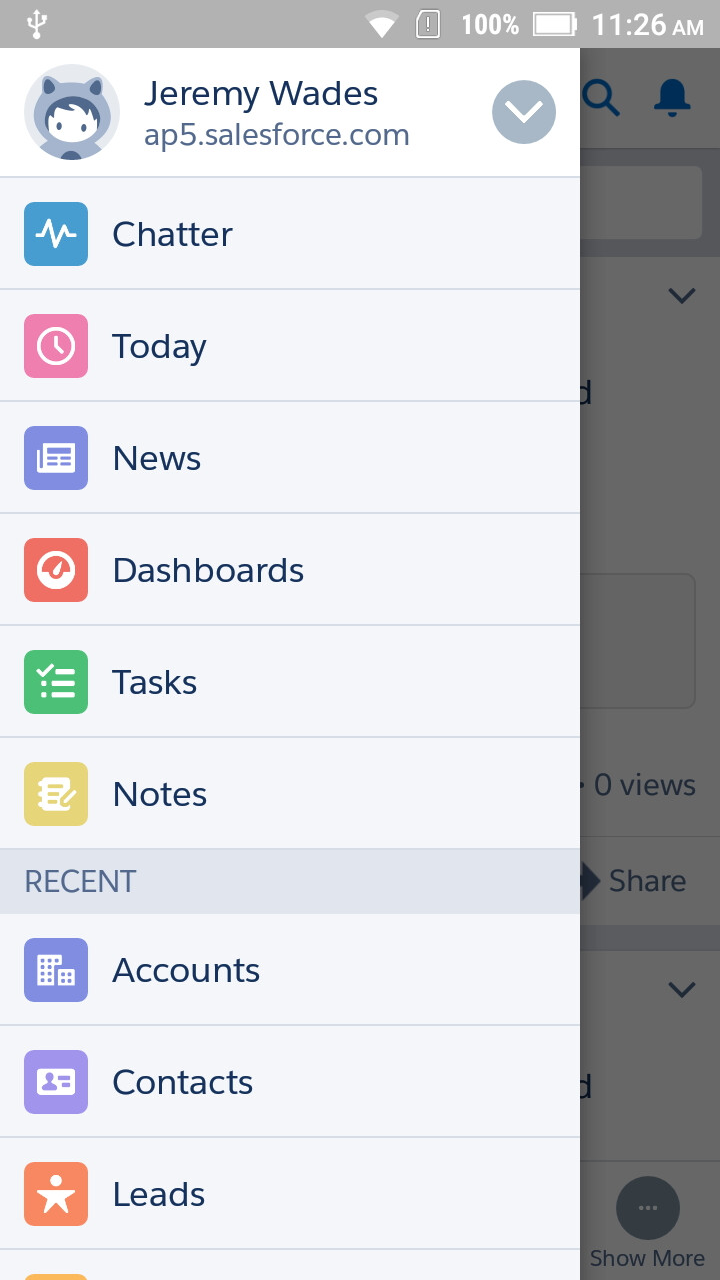 100% 11:26 AM
Jeremy Wades
ap5.salesforce.com
Chatter
Today
News
Dashboards
Tasks
Notes
• 0 views
RECENT
Share
Accounts
Contacts
Leads
Show More